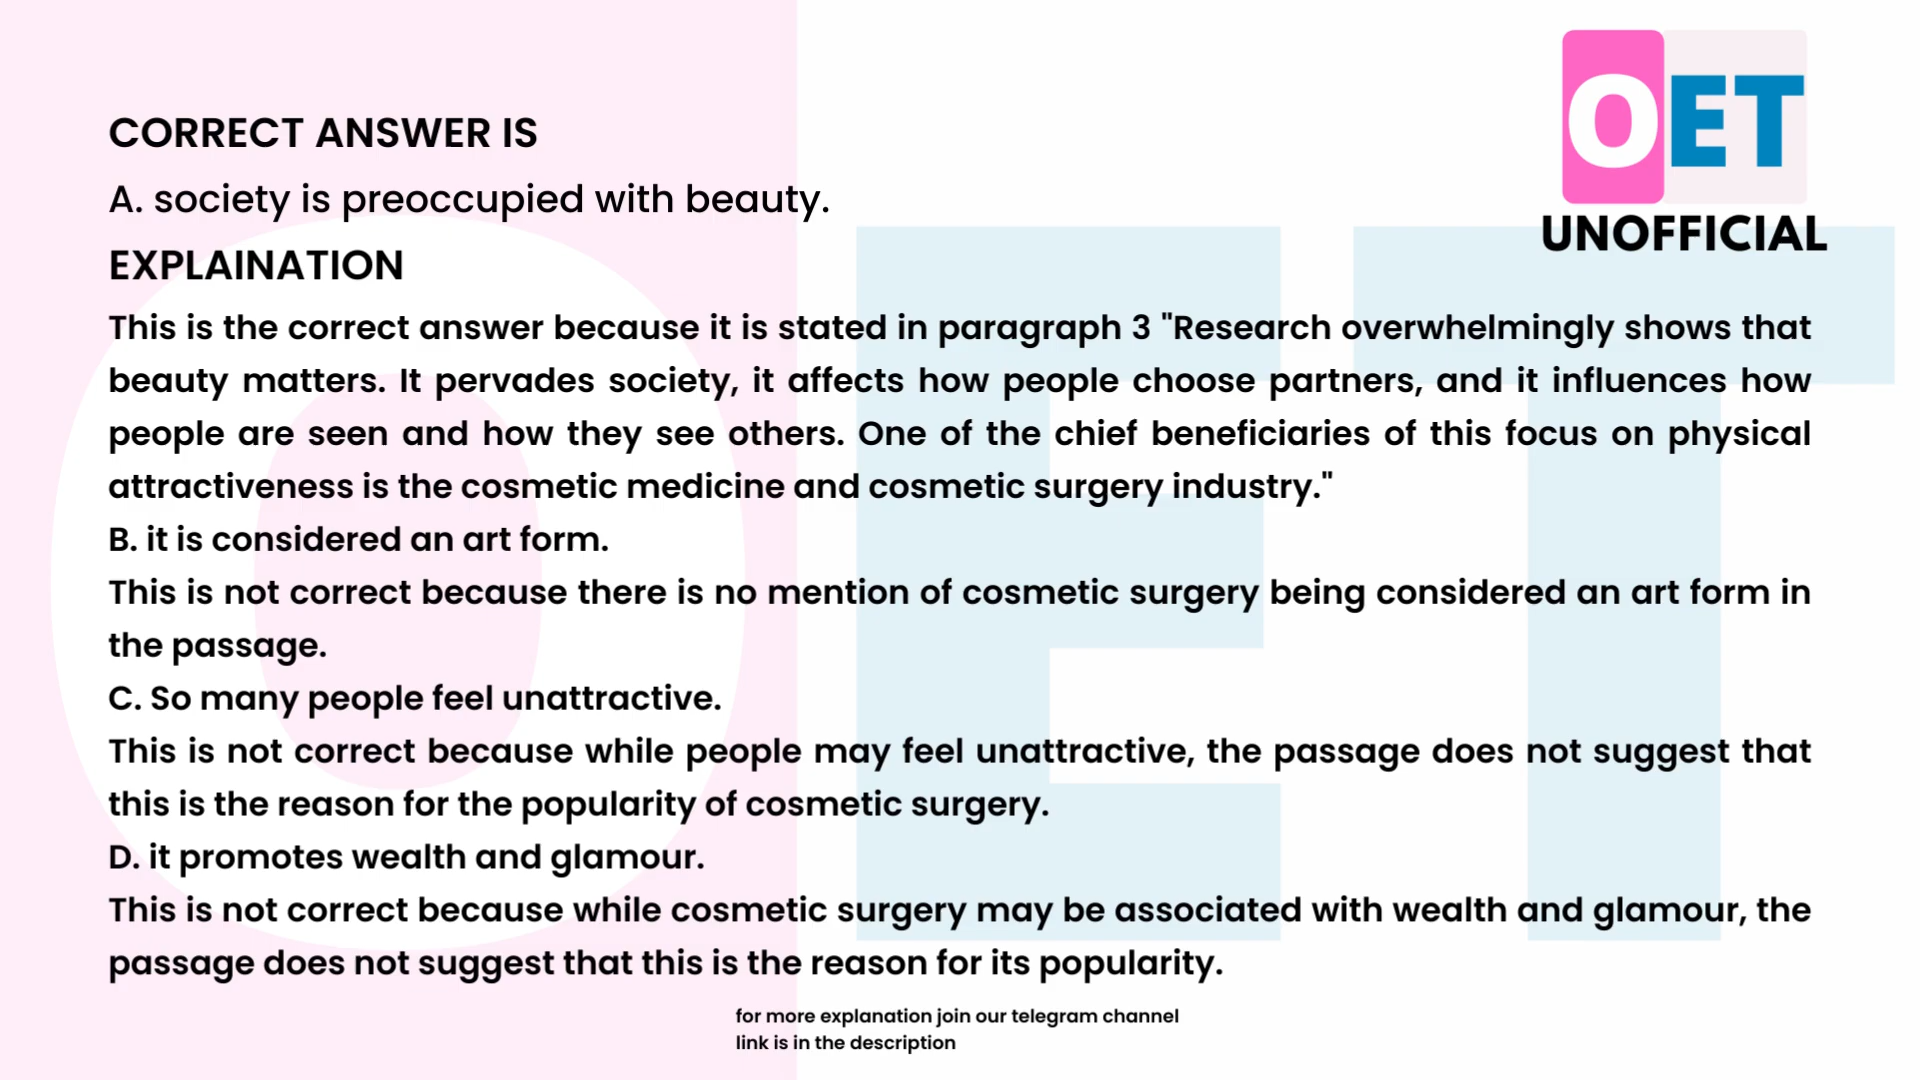 OET
UNOFFICIAL
CORRECT ANSWER IS
A. society is preoccupied with beauty.
EXPLAINATION
This is the correct answer because it is stated in paragraph 3 "Research overwhelmingly shows that
beauty matters. It pervades society, it affects how people choose partners, and it influences how
people are seen and how they see others. One of the chief beneficiaries of this focus on physical
attractiveness is the cosmetic medicine and cosmetic surgery industry."
B. it is considered an art form.
This is not correct because there is no mention of cosmetic surgery being considered an art form in
the passage.
C. So many people feel unattractive.
This is not correct because while people may feel unattractive, the passage does not suggest that
this is the reason for the popularity of cosmetic surgery.
D. it promotes wealth and glamour.
This is not correct because while cosmetic surgery may be associated with wealth and glamour, the
passage does not suggest that this is the reason for its popularity.
for more explanation join our telegram channel
link is in the description